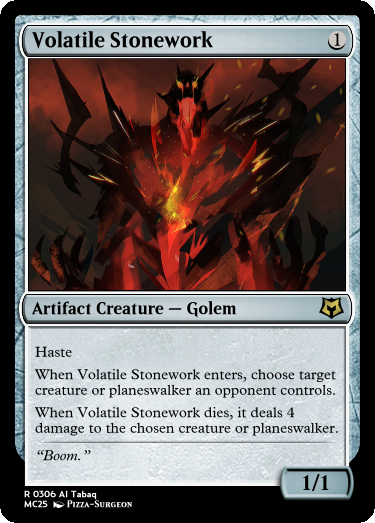 Volatile Stonework
1
Artifact Creature — Golem
Haste
When Volatile Stonework enters, choose target
creature or planeswalker an opponent controls.
When Volatile Stonework dies, it deals 4
damage to the chosen creature or planeswalker.
“Boom.”
1/1
R 0306 Al Tabaq
MC25 Pizza-Surgeon